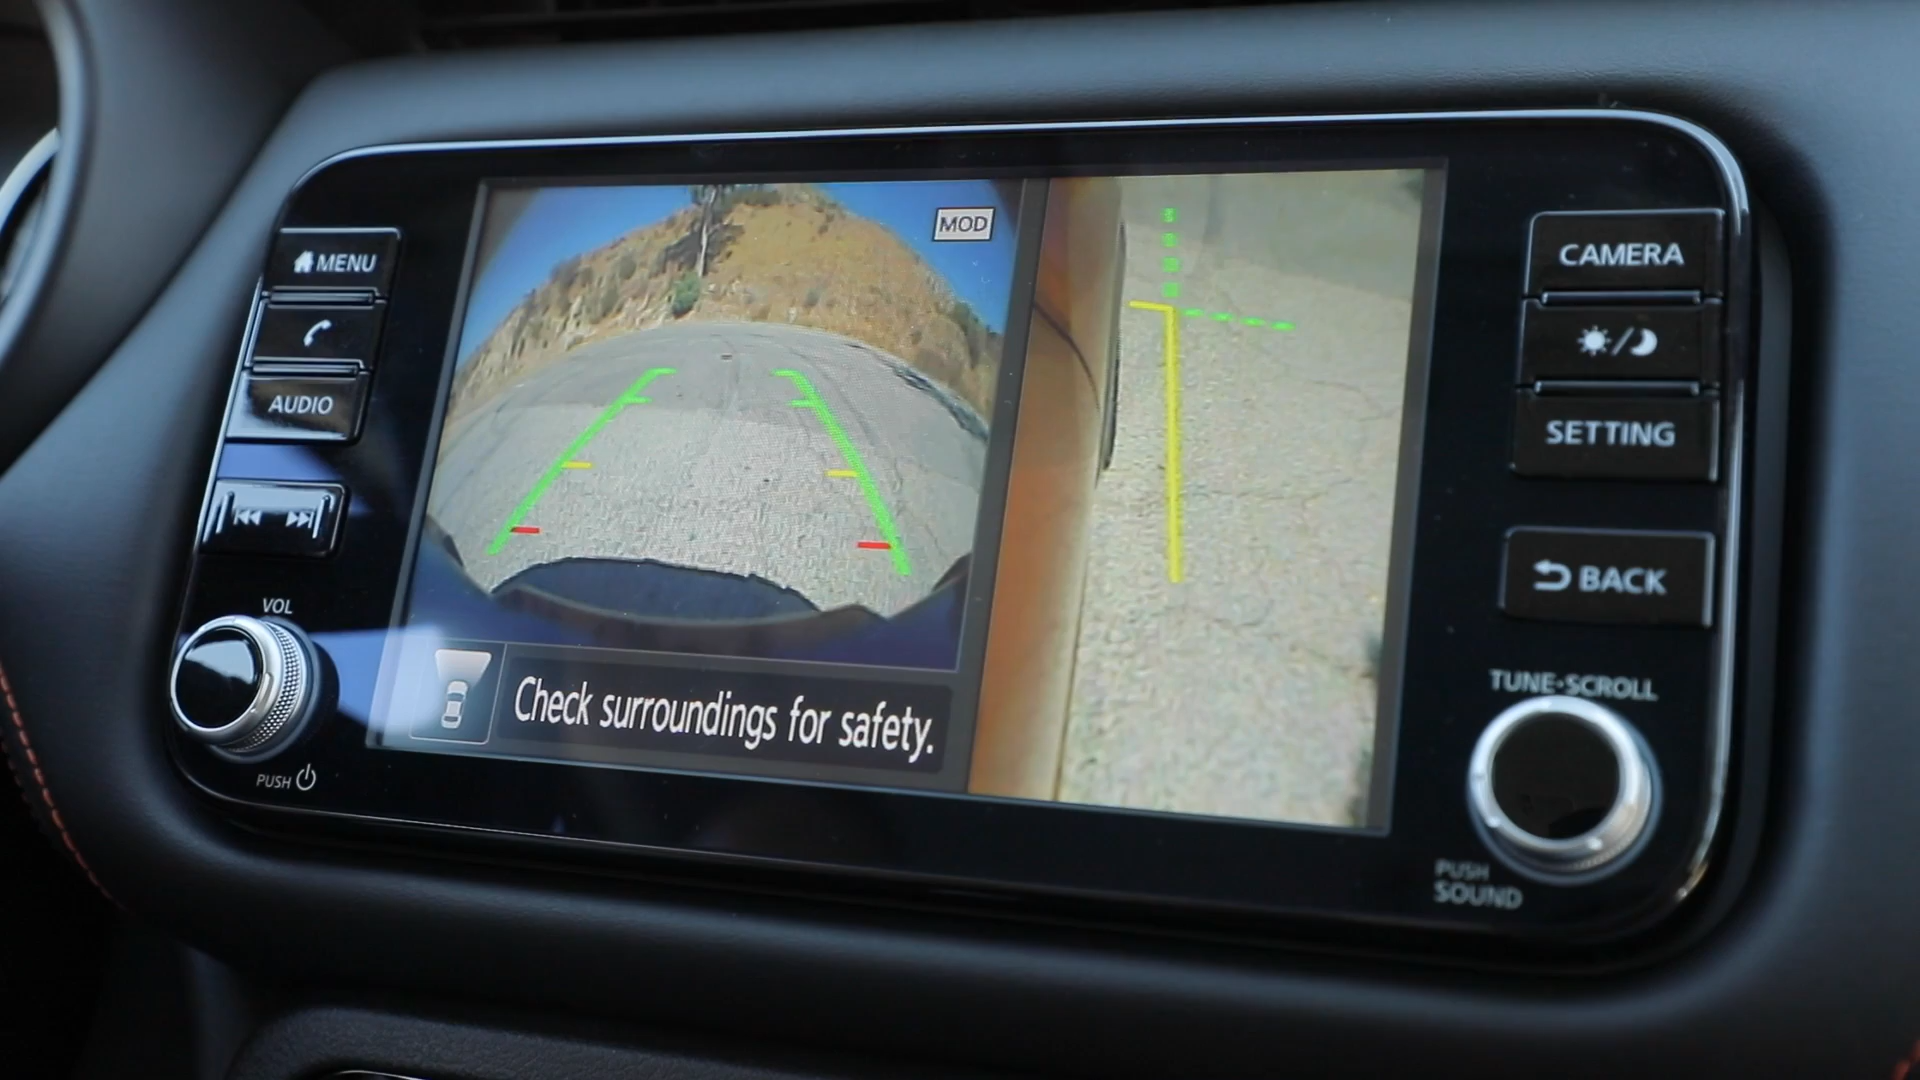 MENU
AUDIO
VOL
PUSH
MOD
Check surroundings for safety.
CAMERA
SETTING
BACK
TUNE·SCROLL
PUSH
SOUND